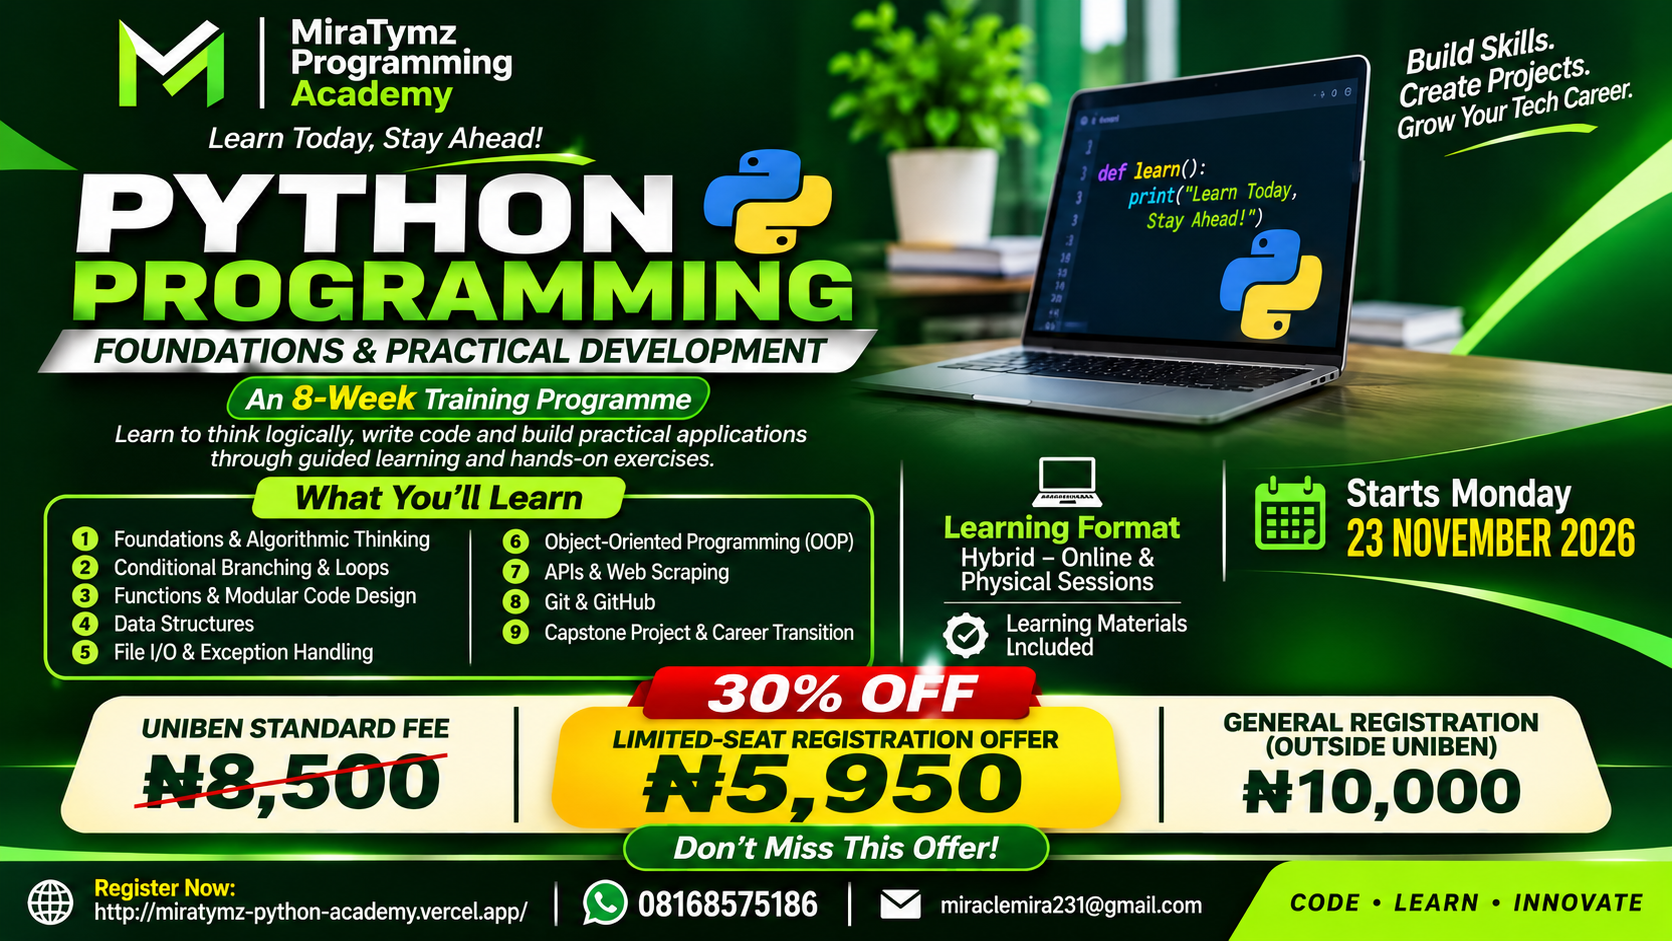 MiraTymz
Programming
Academy
Learn Today, Stay Ahead!
PYTHON
PROGRAMMING
FOUNDATIONS & PRACTICAL DEVELOPMENT
An 8-Week Training Programme
Learn to think logically, write code and build practical applications
through guided learning and hands-on exercises.
Build Skills.
Create Projects.
Grow Your Tech Career.
def learn():
print("Learn Today,
Stay Ahead!")
What You'll Learn
1 Foundations & Algorithmic Thinking
2 Conditional Branching & Loops
3 Functions & Modular Code Design
4 Data Structures
5 File I/O & Exception Handling
6 Object-Oriented Programming (OOP)
7 APIs & Web Scraping
8 Git & GitHub
9 Capstone Project & Career Transition
Learning Format
Hybrid – Online &
Physical Sessions
Learning Materials
Included
Starts Monday
23 NOVEMBER 2026
UNIBEN STANDARD FEE
₦8,500
30% OFF
LIMITED-SEAT REGISTRATION OFFER
₦5,950
Don't Miss This Offer!
GENERAL REGISTRATION
(OUTSIDE UNIBEN)
₦10,000
Register Now:
http://miratymz-python-academy.vercel.app/
08168575186
miraclemira231@gmail.com
CODE • LEARN • INNOVATE